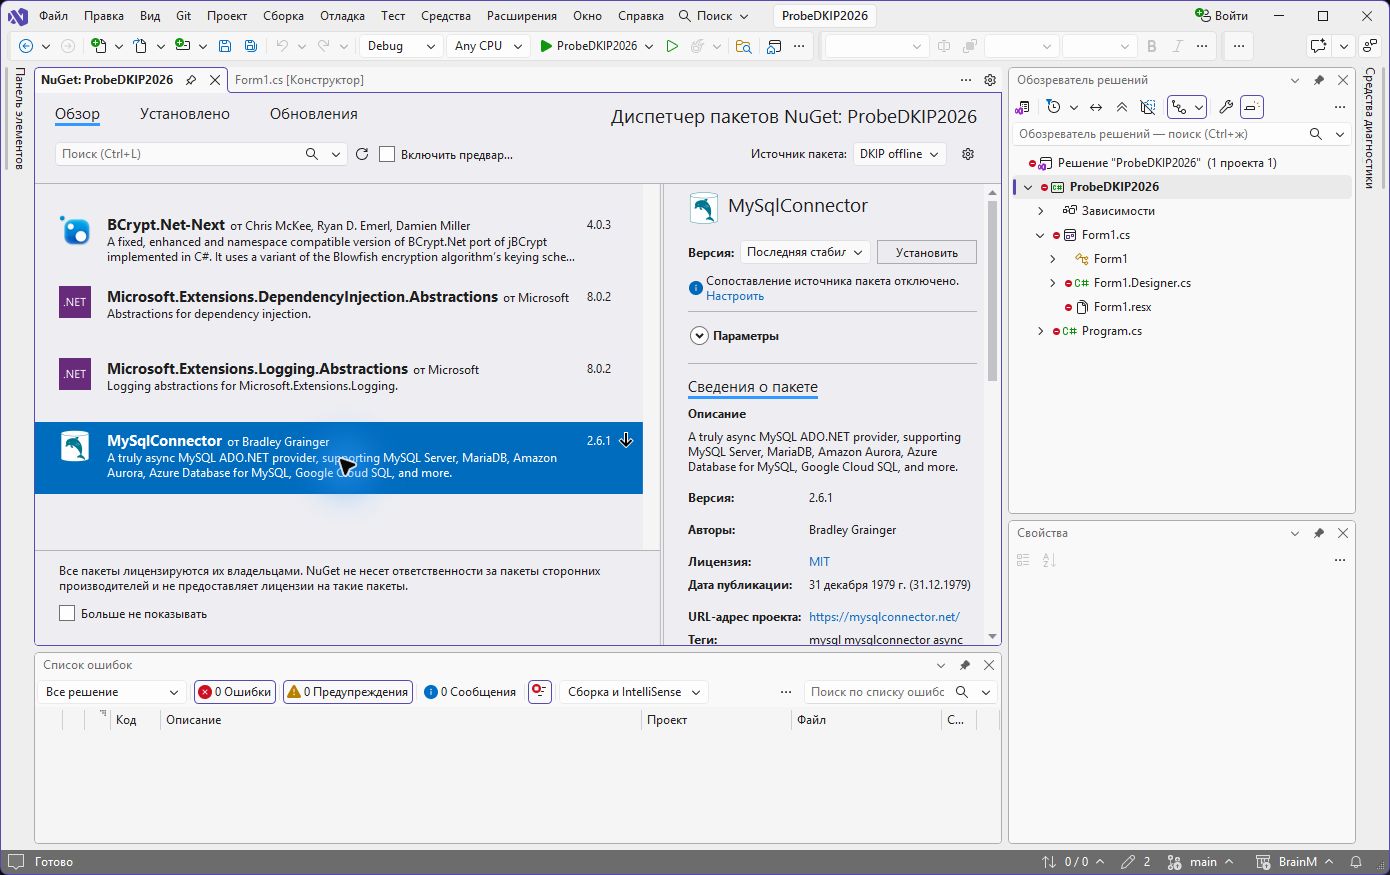 Файл Правка Вид Git Проект Сборка Отладка Тест Средства Расширения Окно Справка Поиск ProbeDKIP2026 Войти
Debug Any CPU ProbeDKIP2026
Панель элементов
NuGet: ProbeDKIP2026 Form1.cs [Конструктор]
Обзор Установлено Обновления
Диспетчер пакетов NuGet: ProbeDKIP2026
Поиск (Ctrl+L) Включить предвар... Источник пакета: DKIP offline
BCrypt.Net-Next от Chris McKee, Ryan D. Emerl, Damien Miller 4.0.3
A fixed, enhanced and namespace compatible version of BCrypt.Net port of jBCrypt
implemented in C#. It uses a variant of the Blowfish encryption algorithm's keying sche...
.NET
Microsoft.Extensions.DependencyInjection.Abstractions от Microsoft 8.0.2
Abstractions for dependency injection.
.NET
Microsoft.Extensions.Logging.Abstractions от Microsoft 8.0.2
Logging abstractions for Microsoft.Extensions.Logging.
MySqlConnector от Bradley Grainger 2.6.1
A truly async MySQL ADO.NET provider, supporting MySQL Server, MariaDB, Amazon
Aurora, Azure Database for MySQL, Google Cloud SQL, and more.
Все пакеты лицензируются их владельцами. NuGet не несет ответственности за пакеты сторонних
производителей и не предоставляет лицензии на такие пакеты.
Больше не показывать
MySqlConnector
Версия: Последняя стабил Установить
Сопоставление источника пакета отключено.
Настроить
Параметры
Сведения о пакете
Описание
A truly async MySQL ADO.NET provider, supporting
MySQL Server, MariaDB, Amazon Aurora, Azure
Database for MySQL, Google Cloud SQL, and more.
Версия: 2.6.1
Авторы: Bradley Grainger
Лицензия: MIT
Дата публикации: 31 декабря 1979 г. (31.12.1979)
URL-адрес проекта: https://mysqlconnector.net/
Теги: mysql mysqlconnector async
Обозреватель решений
Обозреватель решений — поиск (Ctrl+ж)
Решение "ProbeDKIP2026" (1 проекта 1)
C# ProbeDKIP2026
Зависимости
Form1.cs
Form1
C# Form1.Designer.cs
Form1.resx
C# Program.cs
Свойства
Средства диагностики
Список ошибок
Все решение 0 Ошибки 0 Предупреждения 0 Сообщения Сборка и IntelliSense Поиск по списку ошибс
Код Описание Проект Файл С...
Готово 0 / 0 2 main BrainM